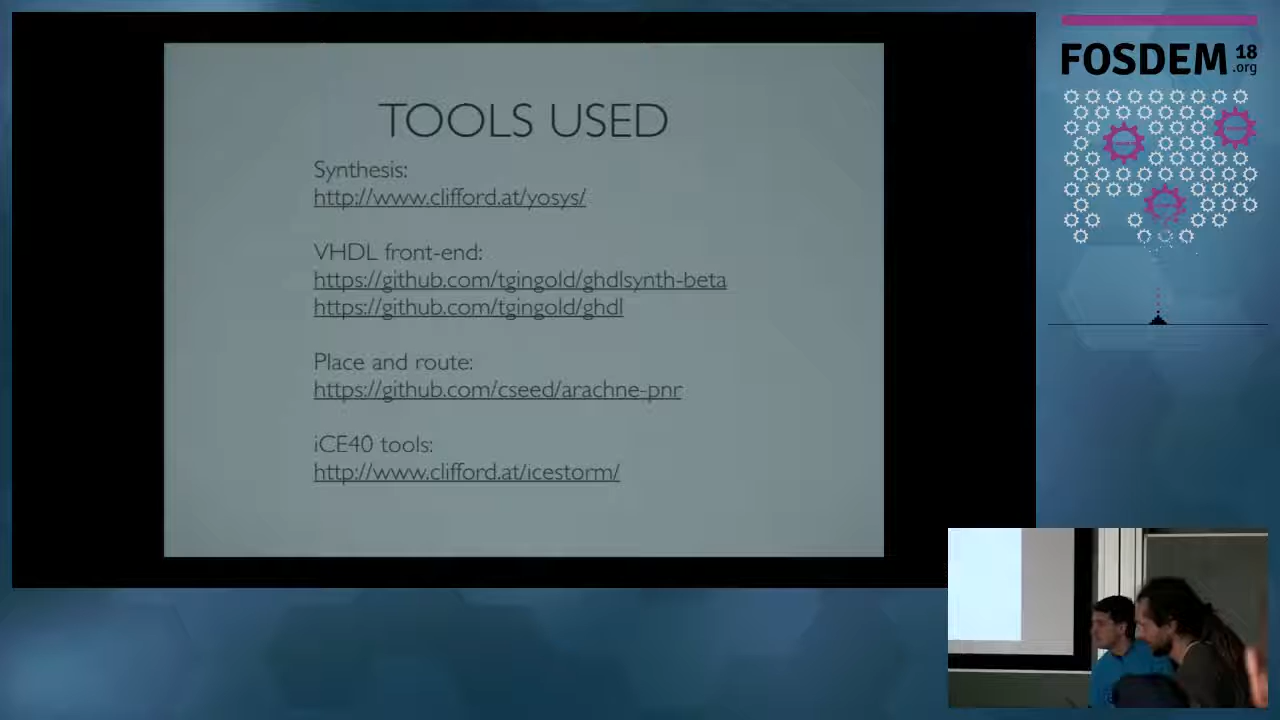 TOOLS USED
Synthesis:
http://www.clifford.at/yosys/
VHDL front-end:
https://github.com/tgingold/ghdlsynth-beta
https://github.com/tgingold/ghdl
Place and route:
https://github.com/cseed/arachne-pnr
iCE40 tools:
http://www.clifford.at/icestorm/
FOSDEM 18
.org